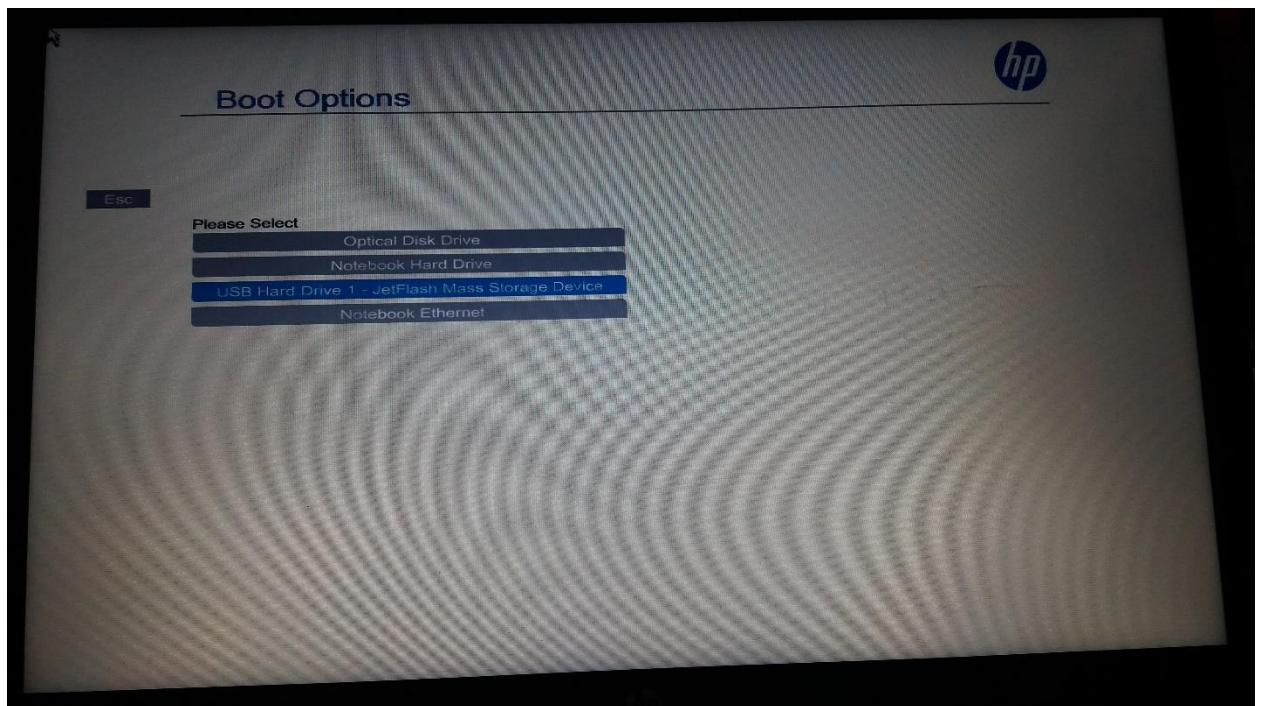 hp
Boot Options
Esc
Please Select
Optical Disk Drive
Notebook Hard Drive
USB Hard Drive 1 - JetFlash Mass Storage Device
Notebook Ethernet